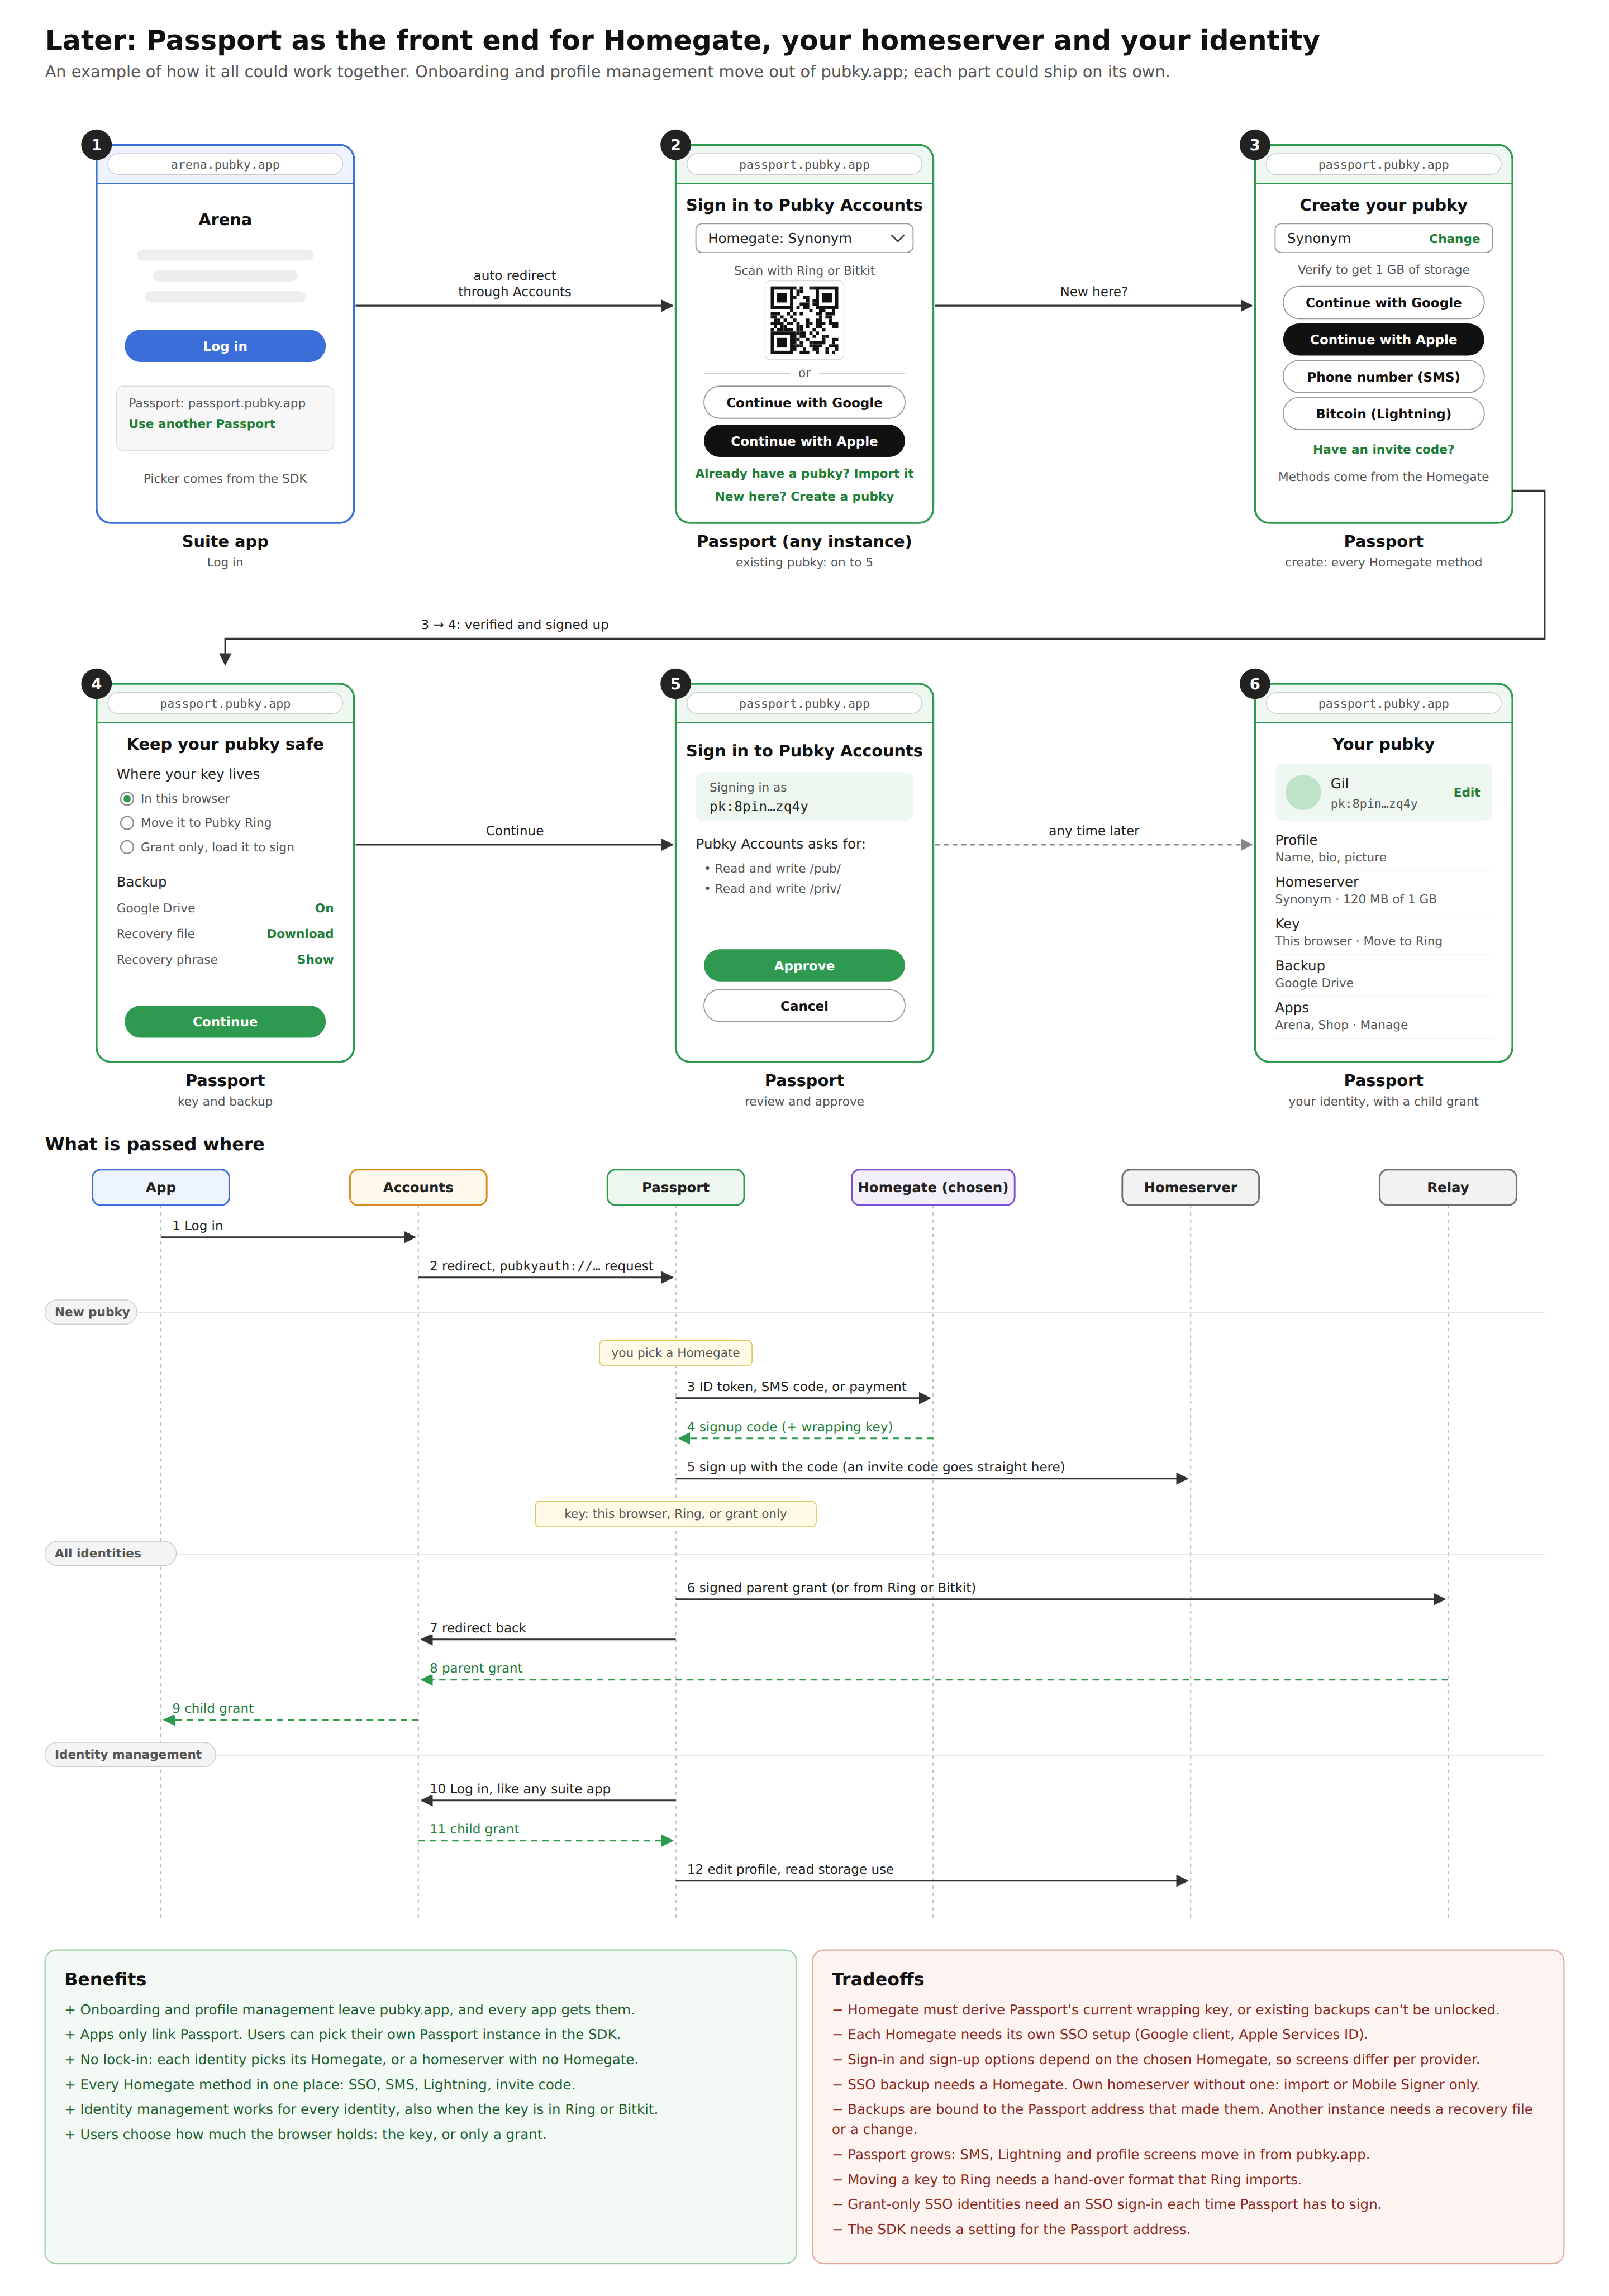 Later: Passport as the front end for Homegate, your homeserver and your identity
An example of how it all could work together. Onboarding and profile management move out of pubky.app; each part could ship on its own.
1
arena.pubky.app
Arena
Log in
Passport: passport.pubky.app
Use another Passport
Picker comes from the SDK
Suite app
Log in
auto redirect
through Accounts
2
passport.pubky.app
Sign in to Pubky Accounts
Homegate: Synonym
Scan with Ring or Bitkit
or
Continue with Google
Continue with Apple
Already have a pubky? Import it
New here? Create a pubky
Passport (any instance)
existing pubky: on to 5
New here?
3
passport.pubky.app
Create your pubky
Synonym Change
Verify to get 1 GB of storage
Continue with Google
Continue with Apple
Phone number (SMS)
Bitcoin (Lightning)
Have an invite code?
Methods come from the Homegate
Passport
create: every Homegate method
3 → 4: verified and signed up
4
passport.pubky.app
Keep your pubky safe
Where your key lives
In this browser
Move it to Pubky Ring
Grant only, load it to sign
Backup
Google Drive On
Recovery file Download
Recovery phrase Show
Continue
Passport
key and backup
Continue
5
passport.pubky.app
Sign in to Pubky Accounts
Signing in as
pk:8pin…zq4y
Pubky Accounts asks for:
• Read and write /pub/
• Read and write /priv/
Approve
Cancel
Passport
review and approve
any time later
6
passport.pubky.app
Your pubky
Gil
pk:8pin…zq4y
Edit
Profile
Name, bio, picture
Homeserver
Synonym · 120 MB of 1 GB
Key
This browser · Move to Ring
Backup
Google Drive
Apps
Arena, Shop · Manage
Passport
your identity, with a child grant
What is passed where
App Accounts Passport Homegate (chosen) Homeserver Relay
1 Log in
2 redirect, pubkyauth://… request
New pubky
you pick a Homegate
3 ID token, SMS code, or payment
4 signup code (+ wrapping key)
5 sign up with the code (an invite code goes straight here)
key: this browser, Ring, or grant only
All identities
6 signed parent grant (or from Ring or Bitkit)
7 redirect back
8 parent grant
9 child grant
Identity management
10 Log in, like any suite app
11 child grant
12 edit profile, read storage use
Benefits
+ Onboarding and profile management leave pubky.app, and every app gets them.
+ Apps only link Passport. Users can pick their own Passport instance in the SDK.
+ No lock-in: each identity picks its Homegate, or a homeserver with no Homegate.
+ Every Homegate method in one place: SSO, SMS, Lightning, invite code.
+ Identity management works for every identity, also when the key is in Ring or Bitkit.
+ Users choose how much the browser holds: the key, or only a grant.
Tradeoffs
− Homegate must derive Passport's current wrapping key, or existing backups can't be unlocked.
− Each Homegate needs its own SSO setup (Google client, Apple Services ID).
− Sign-in and sign-up options depend on the chosen Homegate, so screens differ per provider.
− SSO backup needs a Homegate. Own homeserver without one: import or Mobile Signer only.
− Backups are bound to the Passport address that made them. Another instance needs a recovery file
or a change.
− Passport grows: SMS, Lightning and profile screens move in from pubky.app.
− Moving a key to Ring needs a hand-over format that Ring imports.
− Grant-only SSO identities need an SSO sign-in each time Passport has to sign.
− The SDK needs a setting for the Passport address.